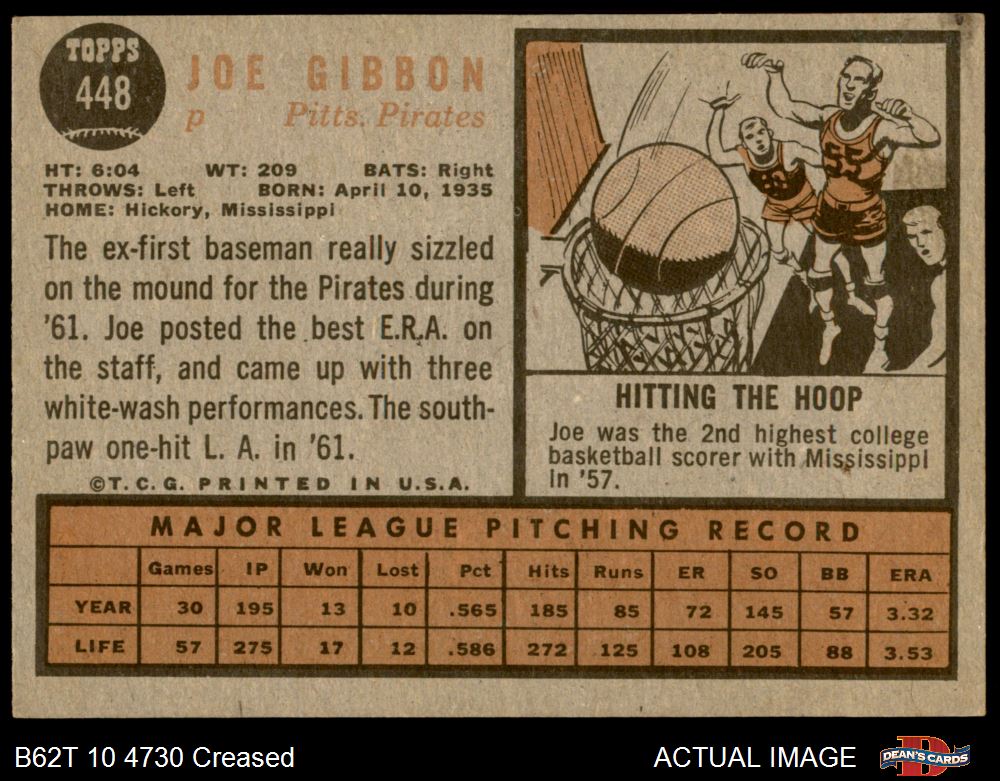 TOPPS
448
JOE GIBBON
p Pitts. Pirates
HT: 6:04 WT: 209 BATS: Right
THROWS: Left BORN: April 10, 1935
HOME: Hickory, Mississippi
The ex-first baseman really sizzled
on the mound for the Pirates during
'61. Joe posted the best E.R.A. on
the staff, and came up with three
white-wash performances. The south-
paw one-hit L. A. in '61.
©T. C. G. PRINTED IN U.S.A.
55
HITTING THE HOOP
Joe was the 2nd highest college
basketball scorer with Mississippi
in '57.
MAJOR LEAGUE PITCHING RECORD
Games IP Won Lost Pct Hits Runs ER SO BB ERA
YEAR 30 195 13 10 .565 185 85 72 145 57 3.32
LIFE 57 275 17 12 .586 272 125 108 205 88 3.53
B62T 10 4730 Creased
ACTUAL IMAGE
DEAN'S CARDS